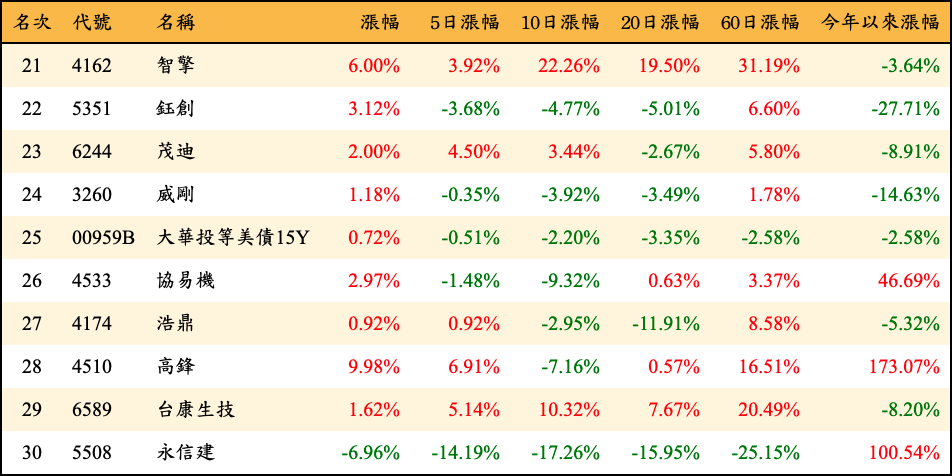 名次 代號 名稱 漲幅 5日漲幅 10日漲幅 20日漲幅 60日漲幅 今年以來漲幅
21 4162 智擎 6.00% 3.92% 22.26% 19.50% 31.19% -3.64%
22 5351 鈺創 3.12% -3.68% -4.77% -5.01% 6.60% -27.71%
23 6244 茂迪 2.00% 4.50% 3.44% -2.67% 5.80% -8.91%
24 3260 威剛 1.18% -0.35% -3.92% -3.49% 1.78% -14.63%
25 00959B 大華投等美債15Y 0.72% -0.51% -2.20% -3.35% -2.58% -2.58%
26 4533 協易機 2.97% -1.48% -9.32% 0.63% 3.37% 46.69%
27 4174 浩鼎 0.92% 0.92% -2.95% -11.91% 8.58% -5.32%
28 4510 高鋒 9.98% 6.91% -7.16% 0.57% 16.51% 173.07%
29 6589 台康生技 1.62% 5.14% 10.32% 7.67% 20.49% -8.20%
30 5508 永信建 -6.96% -14.19% -17.26% -15.95% -25.15% 100.54%